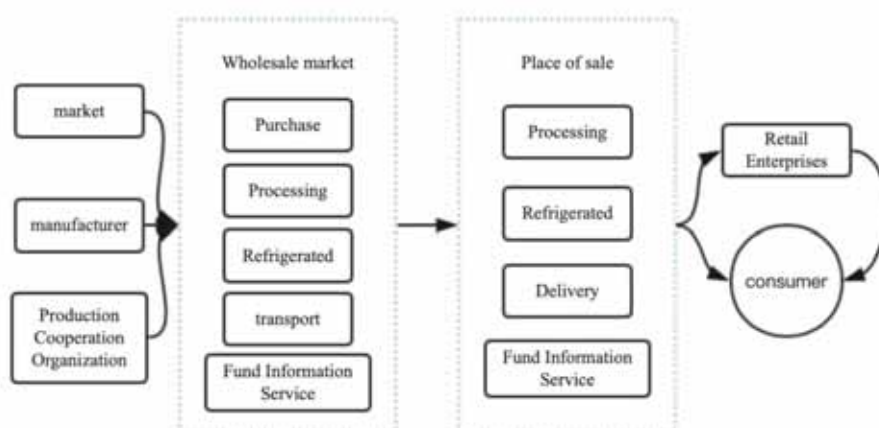 market
manufacturer
Production
Cooperation
Organization
Wholesale market
Purchase
Processing
Refrigerated
transport
Fund Information
Service
Place of sale
Processing
Refrigerated
Delivery
Fund Information
Service
Retail
Enterprises
consumer